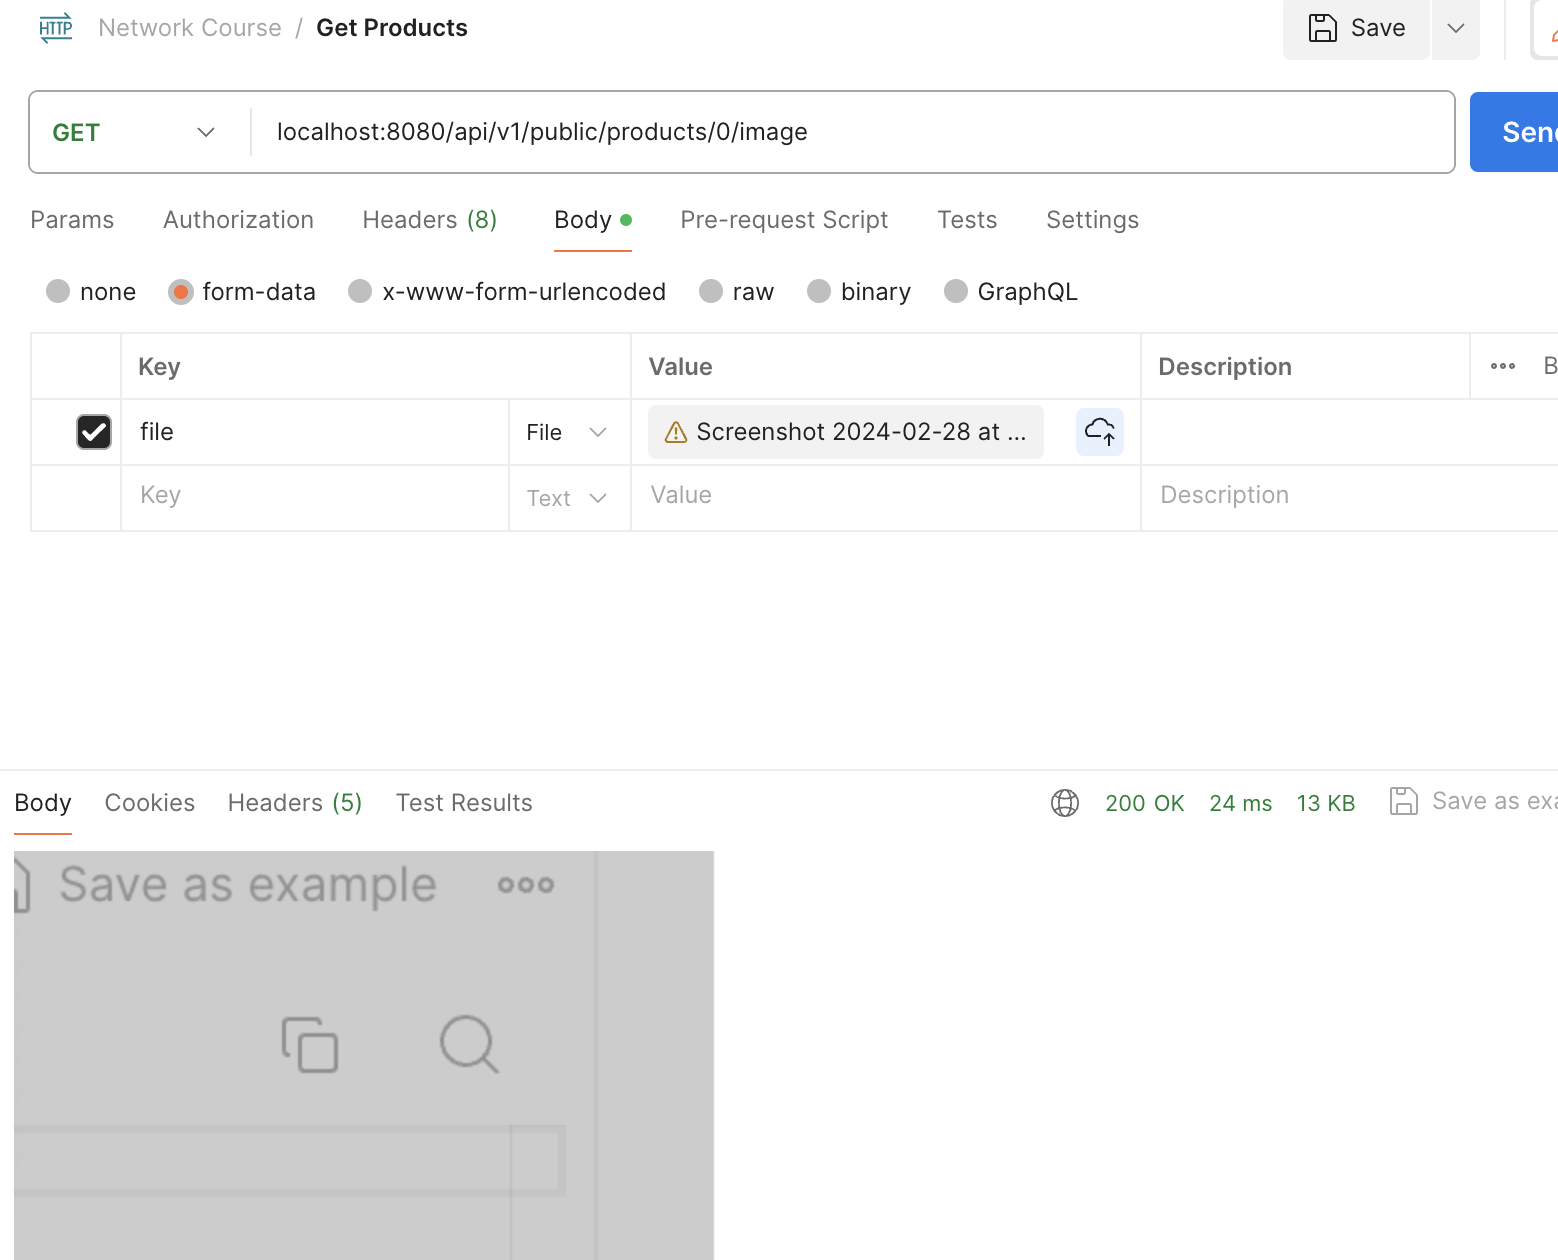 HTTP Network Course / Get Products Save
GET localhost:8080/api/v1/public/products/0/image
Params Authorization Headers (8) Body Pre-request Script Tests Settings
none form-data x-www-form-urlencoded raw binary GraphQL
Key Value Description ooo B
file File Screenshot 2024-02-28 at ...
Key Text Value Description
Body Cookies Headers (5) Test Results 200 OK 24 ms 13 KB Save as
Save as example ooo